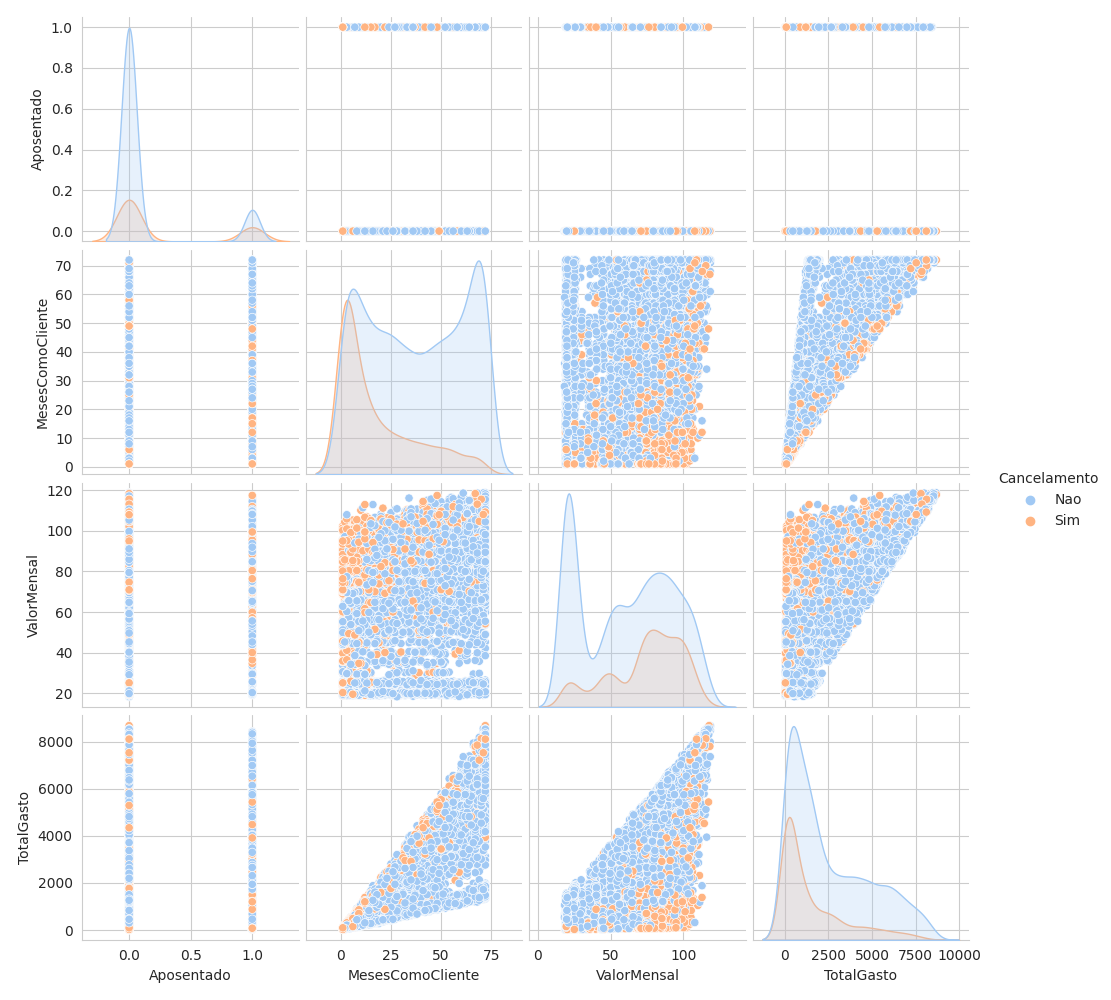 1.0
0.8
0.6
0.4
0.2
0.0
Aposentado
70
60
50
40
30
20
10
0
MesesComoCliente
Cancelamento
Nao
Sim
120
100
80
60
40
20
ValorMensal
8000
6000
4000
2000
0
TotalGasto
0.0 0.5 1.0
0 25 50 75
0 50 100
0 2500 5000 7500 10000
Aposentado
MesesComoCliente
ValorMensal
TotalGasto